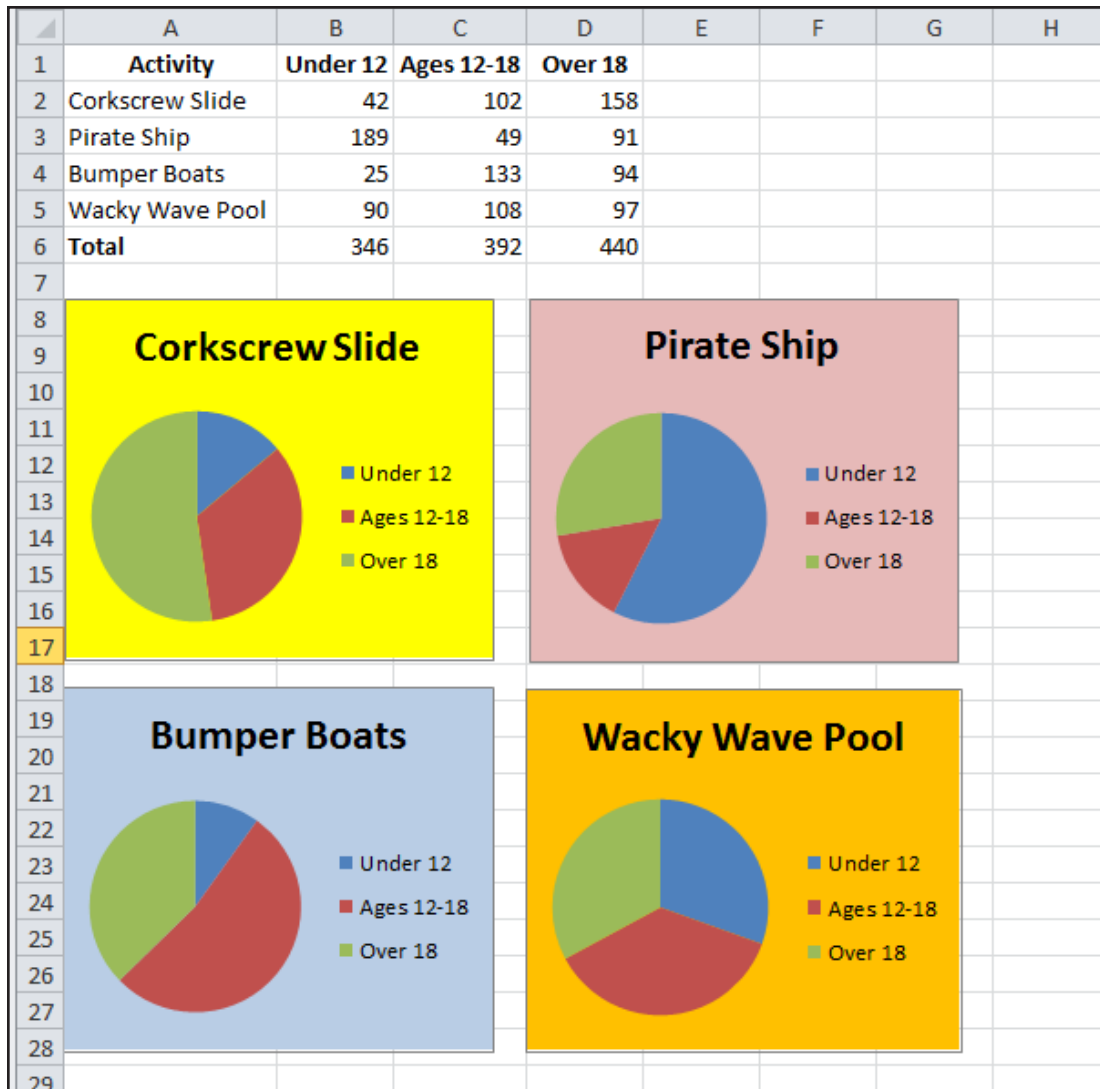 A B C D E F G H
1 Activity Under 12 Ages 12-18 Over 18
2 Corkscrew Slide 42 102 158
3 Pirate Ship 189 49 91
4 Bumper Boats 25 133 94
5 Wacky Wave Pool 90 108 97
6 Total 346 392 440
7
8
9
10
11
12
13
14
15
16
17
Corkscrew Slide
Under 12
Ages 12-18
Over 18
Pirate Ship
Under 12
Ages 12-18
Over 18
18
19
20
21
22
23
24
25
26
27
28
29
Bumper Boats
Under 12
Ages 12-18
Over 18
Wacky Wave Pool
Under 12
Ages 12-18
Over 18